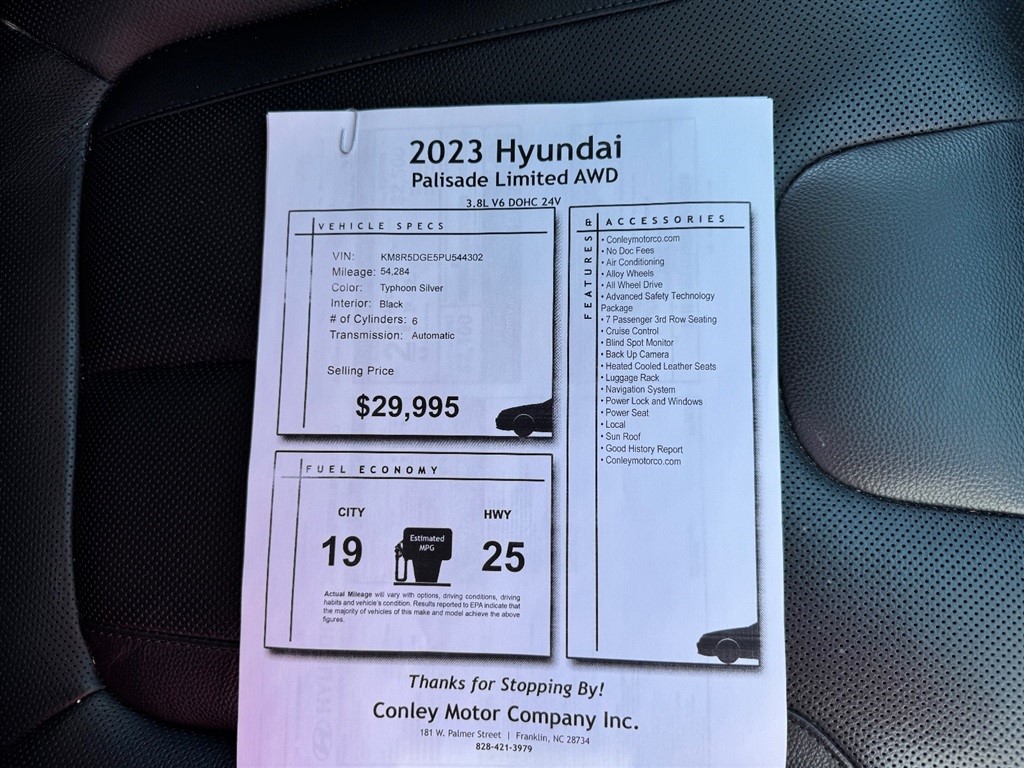 2023 Hyundai
Palisade Limited AWD
3.8L V6 DOHC 24V
VEHICLE SPECS
VIN: KM8R5DGE5PU544302
Mileage: 54,284
Color: Typhoon Silver
Interior: Black
# of Cylinders: 6
Transmission: Automatic
Selling Price
$29,995
FUEL ECONOMY
CITY
HWY
19
Estimated
MPG
25
Actual Mileage will vary with options, driving conditions, driving
habits and vehicle's condition. Results reported to EPA indicate that
the majority of vehicles of this make and model achieve the above
figures.
FEATURES & ACCESSORIES
• Conleymotorco.com
• No Doc Fees
• Air Conditioning
• Alloy Wheels
• All Wheel Drive
• Advanced Safety Technology
Package
• 7 Passenger 3rd Row Seating
• Cruise Control
• Blind Spot Monitor
• Back Up Camera
• Heated Cooled Leather Seats
• Luggage Rack
• Navigation System
• Power Lock and Windows
• Power Seat
• Local
• Sun Roof
• Good History Report
• Conleymotorco.com
Thanks for Stopping By!
Conley Motor Company Inc.
181 W. Palmer Street | Franklin, NC 28734
828-421-3979